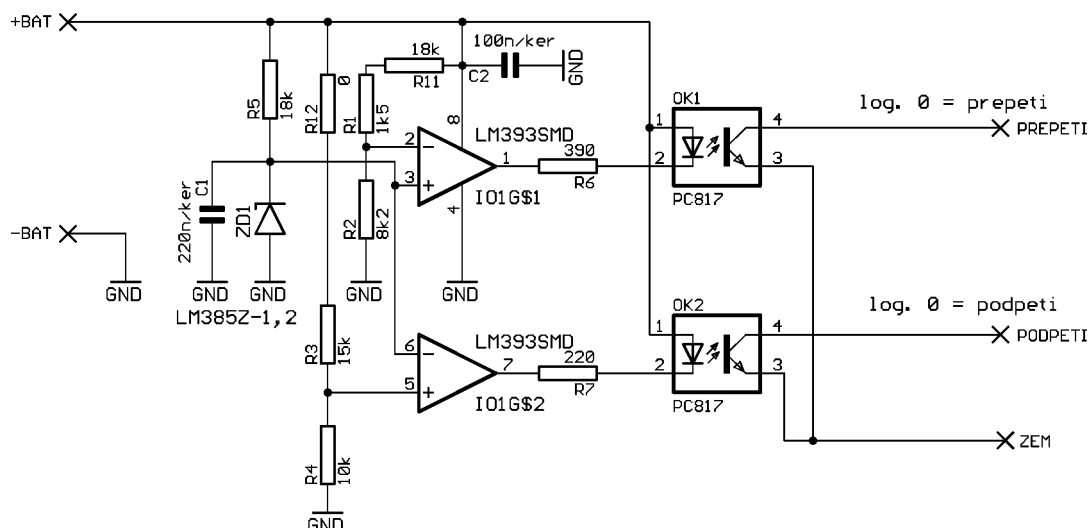 +BAT
100n/ker
18k
R11
C2
GND
R5
18k
R12
0
R1
1k5
8
LM393SMD
2
3
1
390
R6
IO1G$1
4
OK1
1
2
4
3
PC817
log. 0 = prepeti
PREPETI
220n/ker
C1
ZD1
R2
8k2
-BAT
GND
GND
GND
GND
GND
LM385Z-1,2
R3
15k
LM393SMD
6
5
7
220
R7
IO1G$2
OK2
1
2
4
3
PC817
log. 0 = podpeti
PODPETI
R4
10k
ZEM
GND